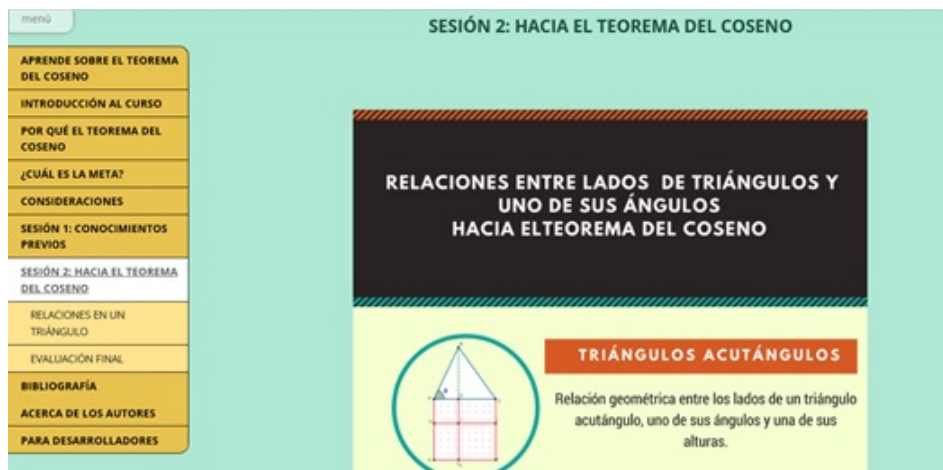 menú
APRENDE SOBRE EL TEOREMA
DEL COSENO
INTRODUCCIÓN AL CURSO
POR QUÉ EL TEOREMA DEL
COSENO
¿CUÁL ES LA META?
CONSIDERACIONES
SESIÓN 1: CONOCIMIENTOS
PREVIOS
SESIÓN 2: HACIA EL TEOREMA
DEL COSENO
RELACIONES EN UN
TRIÁNGULO
EVALUACIÓN FINAL
BIBLIOGRAFÍA
ACERCA DE LOS AUTORES
PARA DESARROLLADORES
SESIÓN 2: HACIA EL TEOREMA DEL COSENO
RELACIONES ENTRE LADOS DE TRIÁNGULOS Y
UNO DE SUS ÁNGULOS
HACIA ELTEOREMA DEL COSENO
TRIÁNGULOS ACUTÁNGULOS
Relación geométrica entre los lados de un triángulo
acutángulo, uno de sus ángulos y una de sus
alturas.